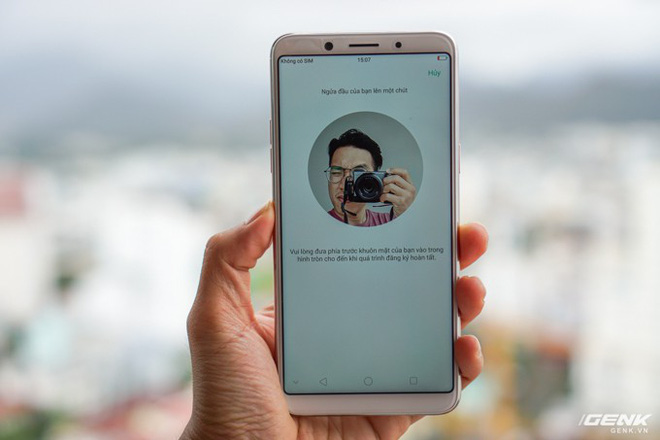 Không có SIM
15:07
Hủy
Ngửa đầu của bạn lên một chút
Vui lòng đưa phía trước khuôn mặt của bạn vào trong
hình tròn cho đến khi quá trình đăng ký hoàn tất.
GENK
GENK.VN